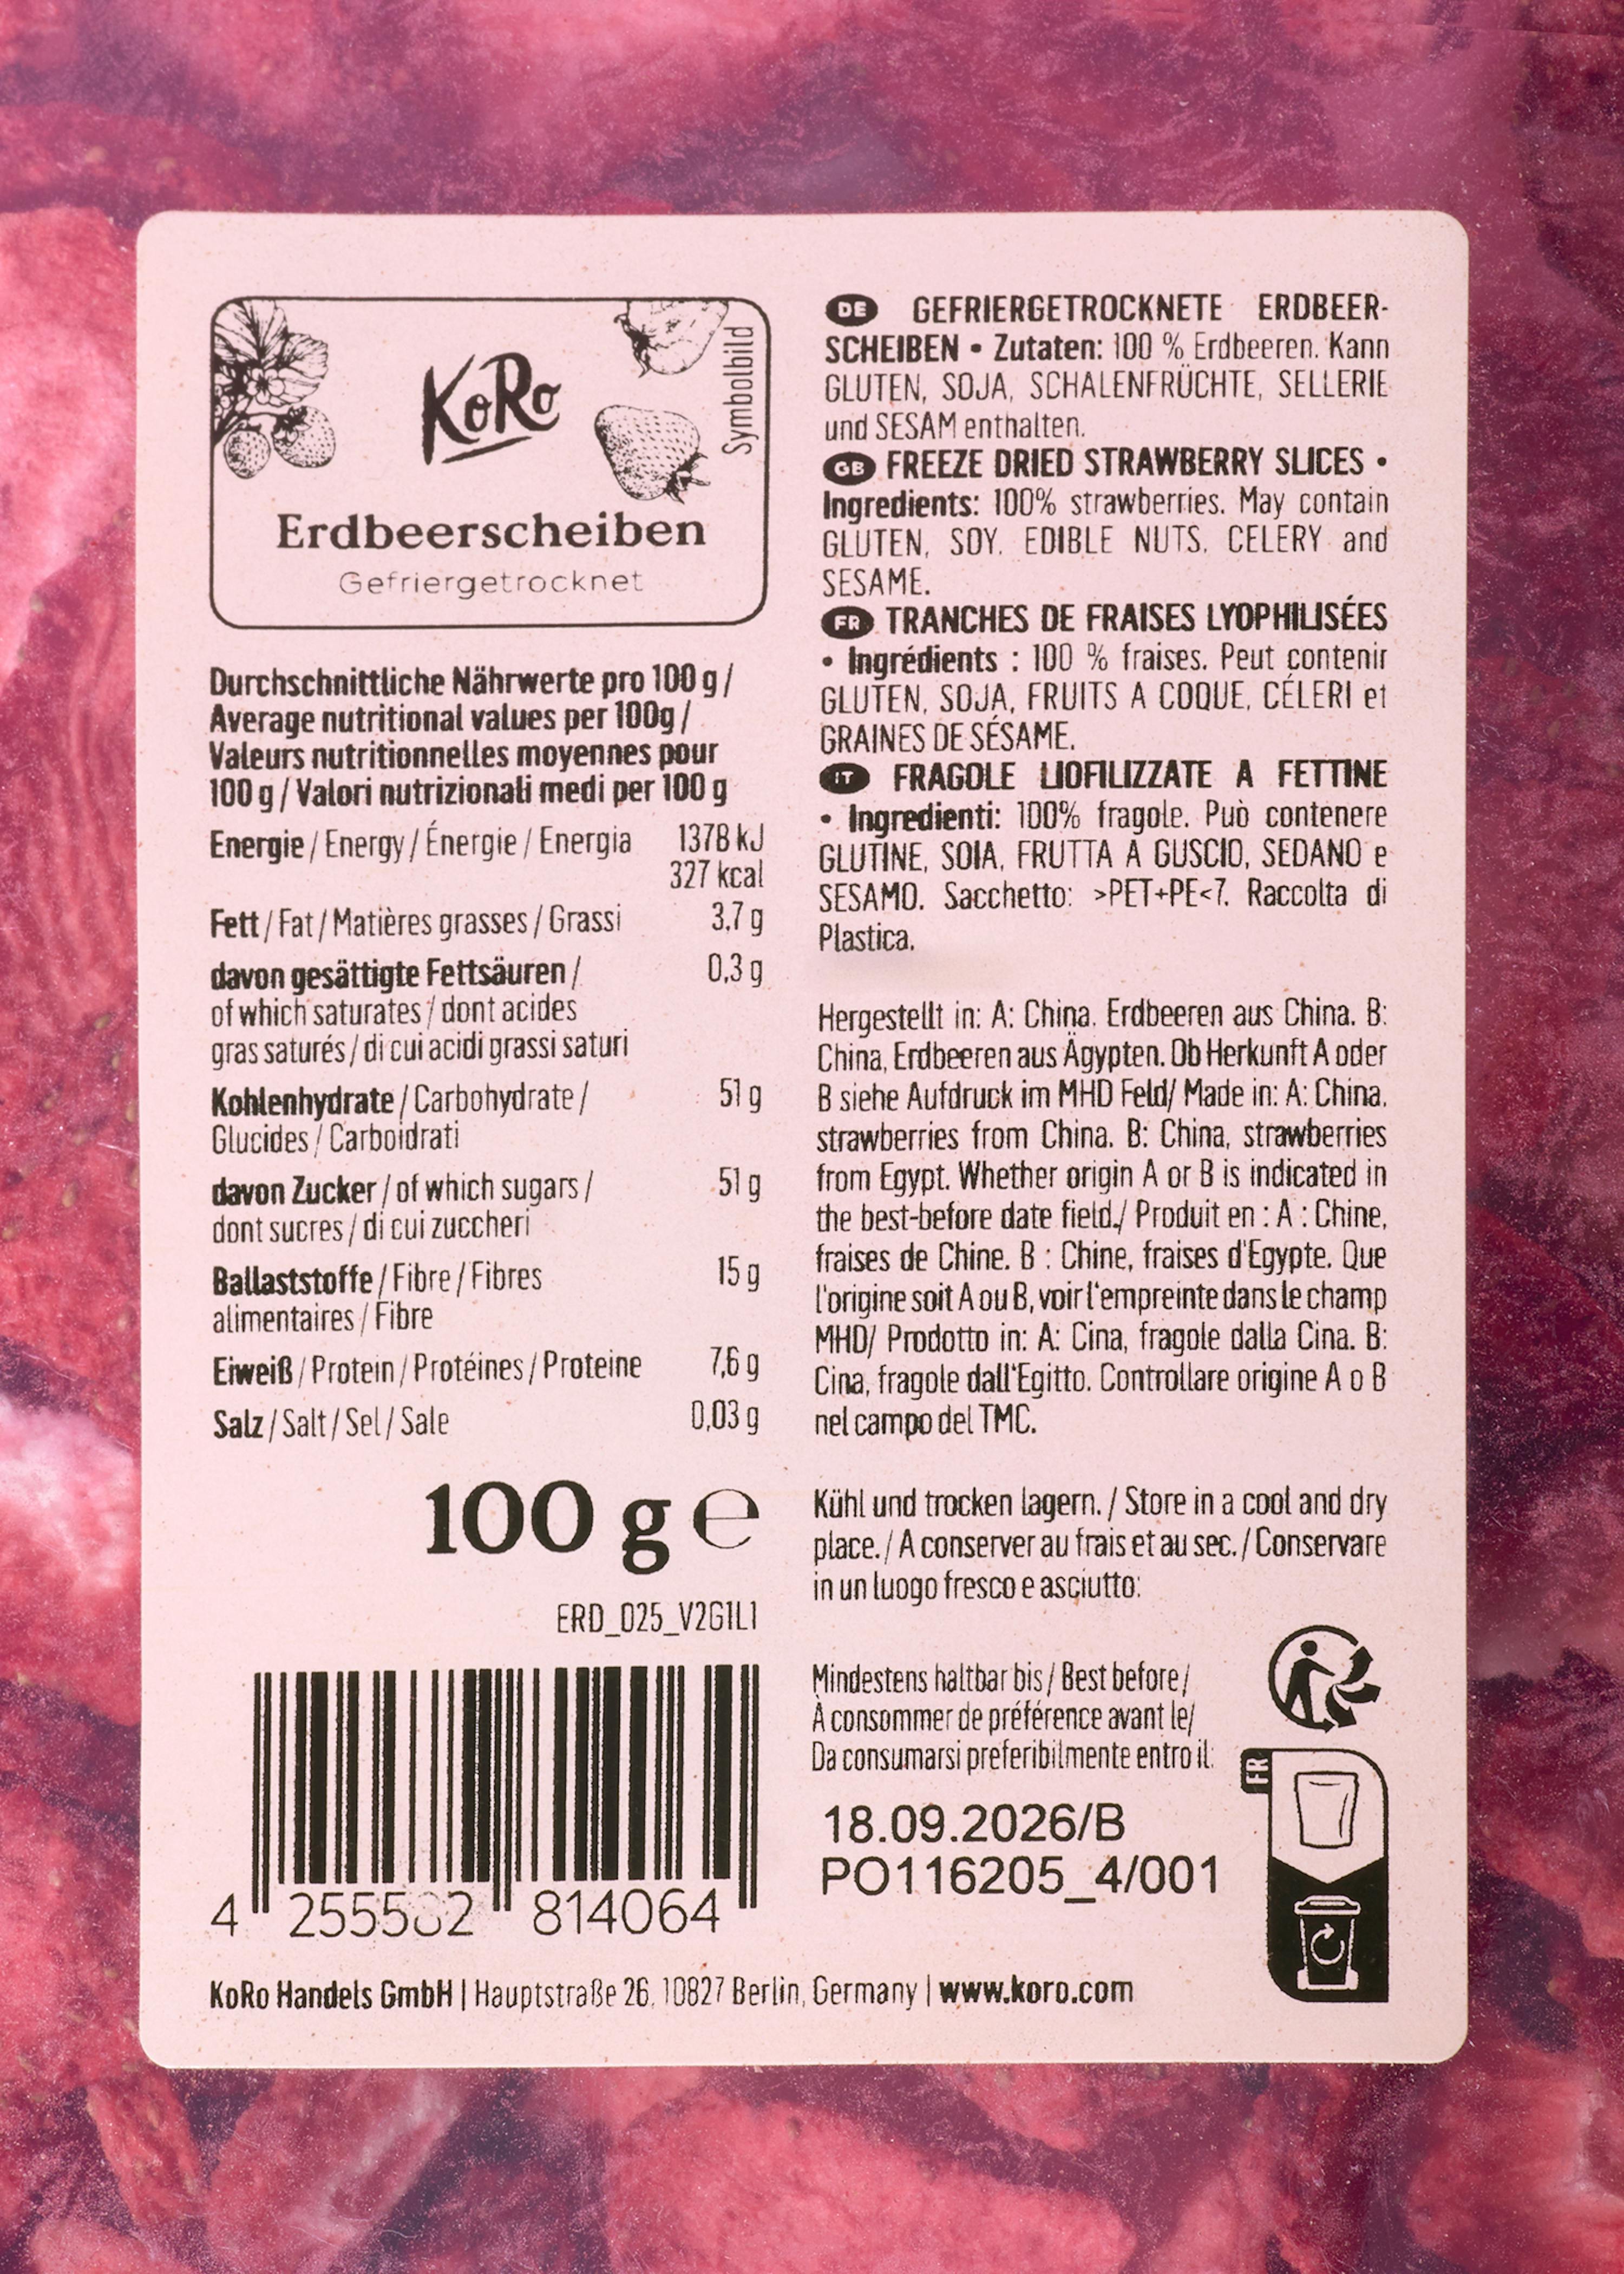 KoRo
Symbolbild
Erdbeerscheiben
Gefriergetrocknet
Durchschnittliche Nährwerte pro 100 g /
Average nutritional values per 100g /
Valeurs nutritionnelles moyennes pour
100 g / Valori nutrizionali medi per 100 g
Energie / Energy / Énergie / Energia 1378 kJ
327 kcal
Fett / Fat / Matières grasses / Grassi 3,7 g
davon gesättigte Fettsäuren / 0,3 g
of which saturates / dont acides
gras saturés / di cui acidi grassi saturi
Kohlenhydrate / Carbohydrate / 51 g
Glucides / Carboidrati
davon Zucker / of which sugars / 51 g
dont sucres / di cui zuccheri
Ballaststoffe / Fibre / Fibres 15 g
alimentaires / Fibre
Eiweiß / Protein / Protéines / Proteine 7,6 g
Salz / Salt / Sel / Sale 0,03 g
100 g e
ERD_025_V2G1L1
4 814064
DE GEFRIERGETROCKNETE ERDBEER-
SCHEIBEN • Zutaten: 100 % Erdbeeren. Kann
GLUTEN, SOJA, SCHALENFRÜCHTE, SELLERIE
und SESAM enthalten.
GB FREEZE DRIED STRAWBERRY SLICES •
Ingredients: 100% strawberries. May contain
GLUTEN, SOY, EDIBLE NUTS, CELERY and
SESAME.
FR TRANCHES DE FRAISES LYOPHILISÉES
• Ingrédients : 100 % fraises. Peut contenir
GLUTEN, SOJA, FRUITS A COQUE, CÉLERI et
GRAINES DE SÉSAME.
IT FRAGOLE LIOFILIZZATE A FETTINE
• Ingredienti: 100% fragole. Può contenere
GLUTINE, SOIA, FRUTTA A GUSCIO, SEDANO e
SESAMO. Sacchetto: >PET+PE<7. Raccolta di
Plastica.
Hergestellt in: A: China. Erdbeeren aus China. B:
China, Erdbeeren aus Ägypten. Ob Herkunft A oder
B siehe Aufdruck im MHD Feld/ Made in: A: China,
strawberries from China. B: China, strawberries
from Egypt. Whether origin A or B is indicated in
the best-before date field./ Produit en : A : Chine,
fraises de Chine. B : Chine, fraises d'Egypte. Que
l'origine soit A ou B, voir l'empreinte dans le champ
MHD/ Prodotto in: A: Cina, fragole dalla Cina. B:
Cina, fragole dall'Egitto. Controllare origine A o B
nel campo del TMC.
Kühl und trocken lagern. / Store in a cool and dry
place. / A conserver au frais et au sec. / Conservare
in un luogo fresco e asciutto:
Mindestens haltbar bis / Best before /
À consommer de préférence avant le/
Da consumarsi preferibilmente entro il:
18.09.2026/B
PO116205_4/001
FR
KoRo Handels GmbH | Hauptstraße 26, 10827 Berlin, Germany | www.koro.com